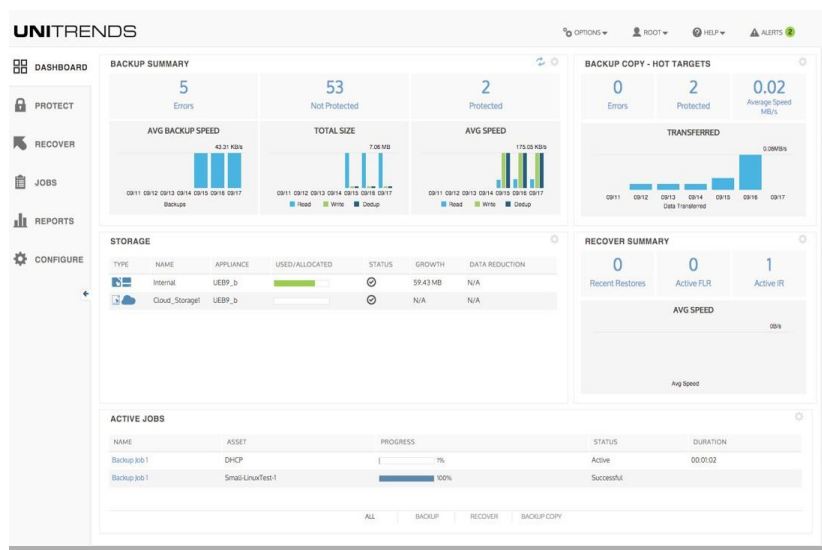 UNITRENDS
OPTIONS
ROOT
HELP
ALERTS 2
DASHBOARD
PROTECT
RECOVER
JOBS
REPORTS
CONFIGURE
BACKUP SUMMARY
5 53 2
Errors Not Protected Protected
AVG BACKUP SPEED TOTAL SIZE AVG SPEED
43.31 KB/s 7.06 MB 175.05 KB/s
09/11 09/12 09/13 09/14 09/15 09/16 09/17 09/11 09/12 09/13 09/14 09/15 09/16 09/17 09/11 09/12 09/13 09/14 09/15 09/16 09/17
Backups Read Write Dedup Read Write Dedup
BACKUP COPY - HOT TARGETS
0 2 0.02
Errors Protected Average Speed
MB/s
TRANSFERRED
0.08MB/s
09/11 09/12 09/13 09/14 09/15 09/16 09/17
Data Transferred
STORAGE
TYPE NAME APPLIANCE USED/ALLOCATED STATUS GROWTH DATA REDUCTION
Internal UEB9_b 59.43 MB N/A
Cloud_Storage1 UEB9_b N/A N/A
RECOVER SUMMARY
0 0 1
Recent Restores Active FLR Active IR
AVG SPEED
0B/s
Avg Speed
ACTIVE JOBS
NAME ASSET PROGRESS STATUS DURATION
Backup Job 1 DHCP 1% Active 00:01:02
Backup Job 1 Small-LinuxTest-1 100% Successful
ALL BACKUP RECOVER BACKUP COPY